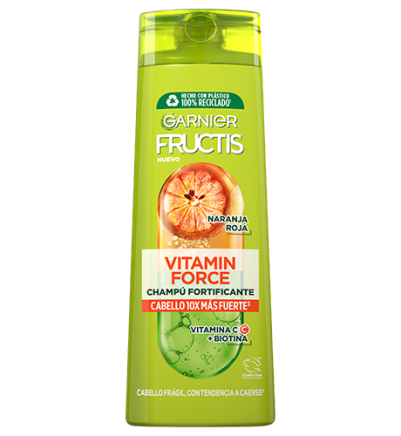 HECHO CON PLÁSTICO
100% RECICLADO¹
GARNIER
FRUCTIS
NUEVO
NARANJA
ROJA
VITAMIN
FORCE
CHAMPÚ FORTIFICANTE
CABELLO 10X MÁS FUERTE²
VITAMINA C C
+ BIOTINA
CABELLO FRÁGIL, CON TENDENCIA A CAERSE